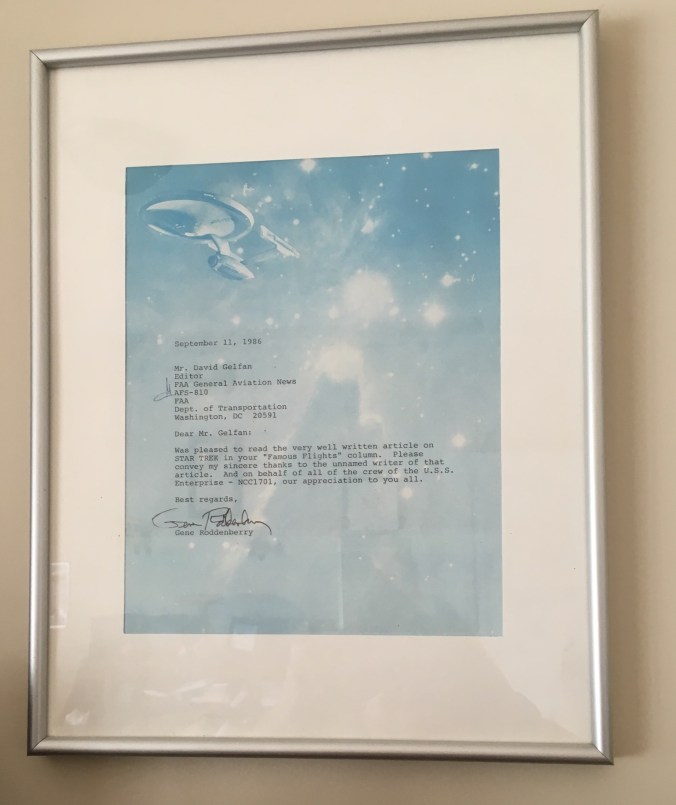 September 11, 1986
Mr. David Gelfan
Editor
FAA General Aviation News
AFS-810
FAA
Dept. of Transportation
Washington, DC 20591
Dear Mr. Gelfan:
Was pleased to read the very well written article on
STAR TREK in your "Famous Flights" column. Please
convey my sincere thanks to the unnamed writer of that
article. And on behalf of all of the crew of the U.S.S.
Enterprise - NCC1701, our appreciation to you all.
Best regards,
Gene Roddenberry
Gene Roddenberry